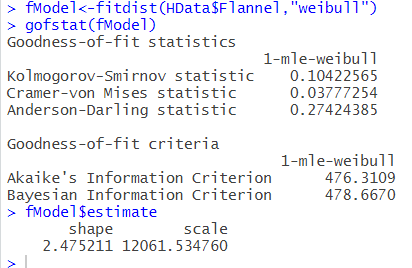 > fModel<-fitdist(HData$Flannel,"weibull")
> gofstat(fModel)
Goodness-of-fit statistics
                             1-mle-weibull
Kolmogorov-Smirnov statistic    0.10422565
Cramer-von Mises statistic      0.03777254
Anderson-Darling statistic      0.27424385

Goodness-of-fit criteria
                               1-mle-weibull
Akaike's Information Criterion      476.3109
Bayesian Information Criterion      478.6670
> fModel$estimate
       shape        scale 
    2.475211 12061.534760 
>